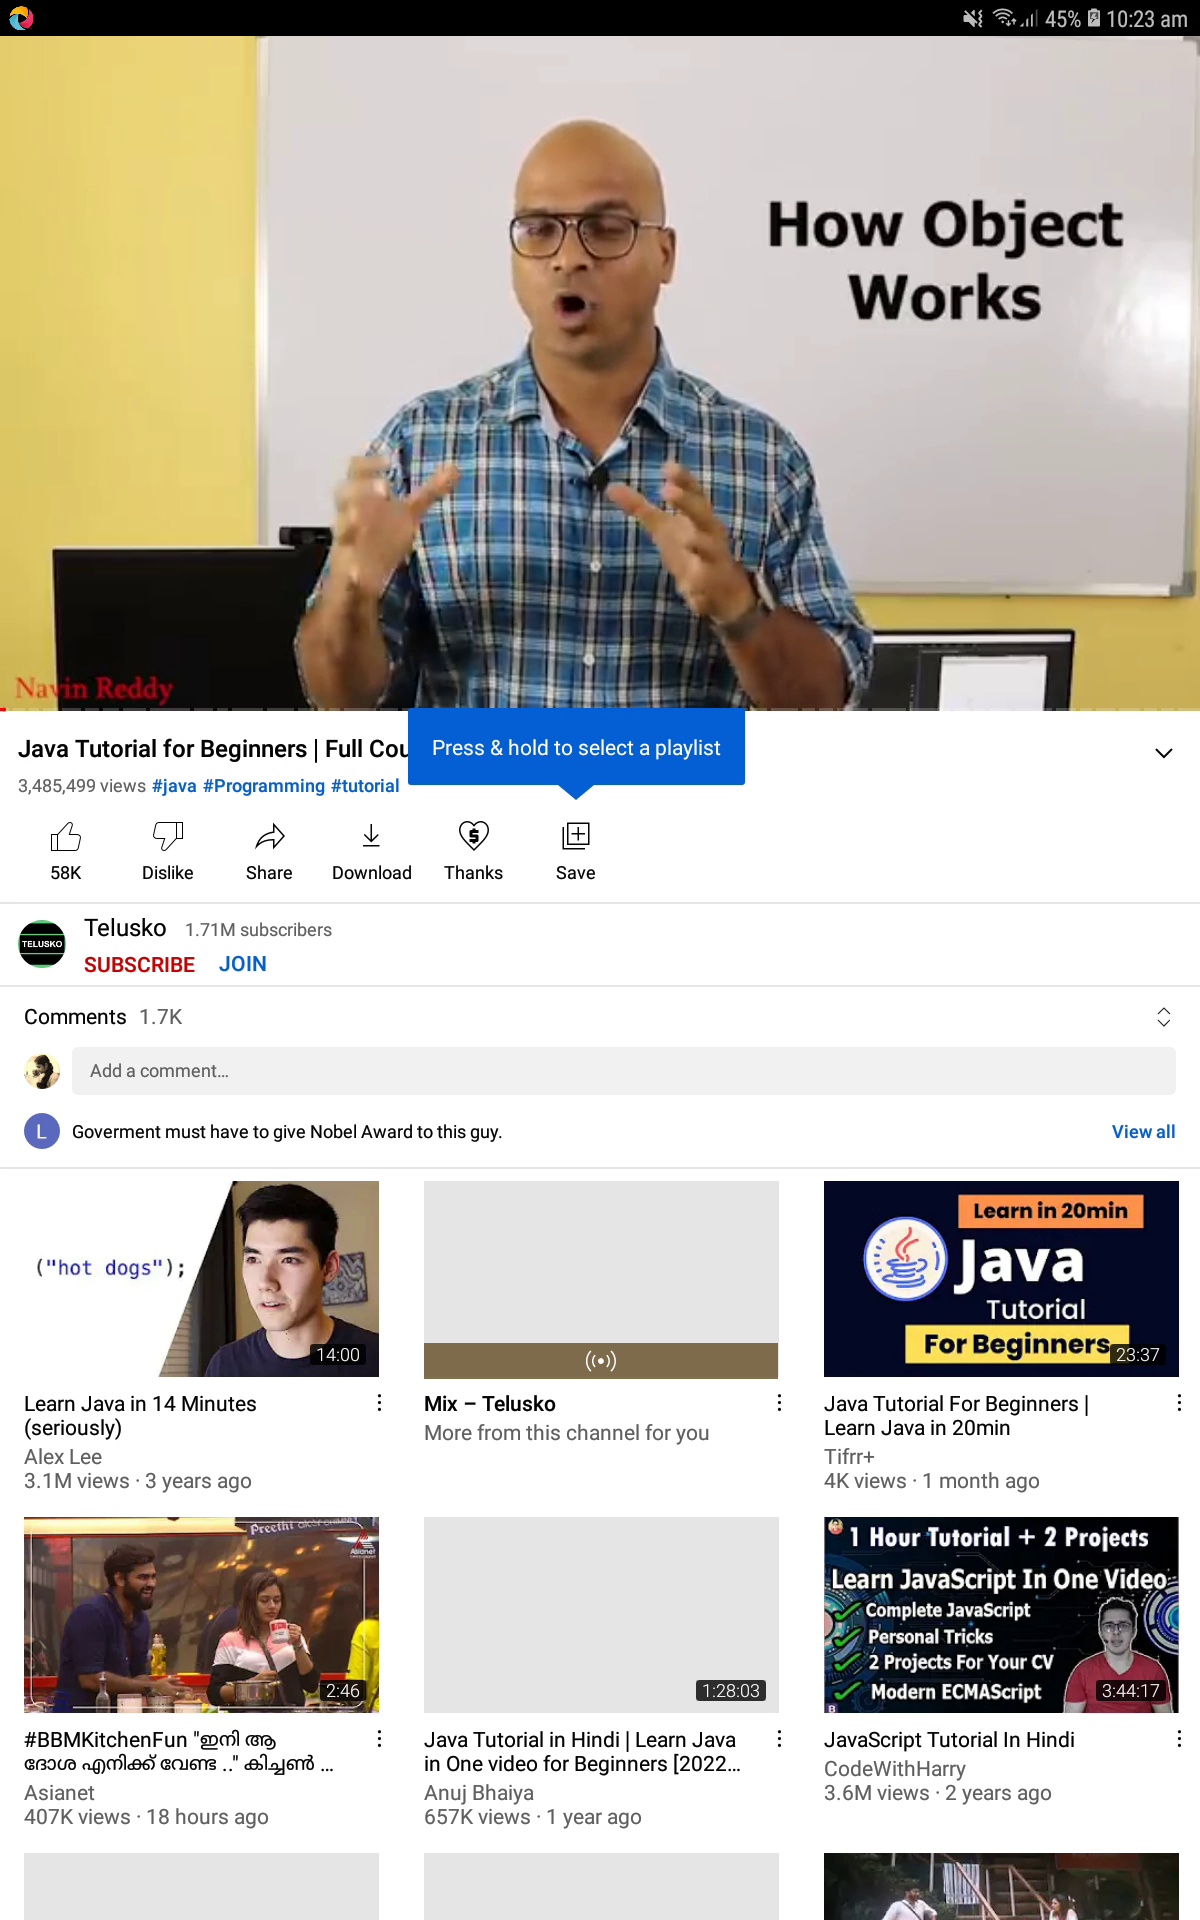 45% 10:23 am
How Object
Works
Navin Reddy
Java Tutorial for Beginners | Full Cou
Press & hold to select a playlist
3,485,499 views #java #Programming #tutorial
58K Dislike Share Download Thanks Save
TELUSKO Telusko 1.71M subscribers
SUBSCRIBE JOIN
Comments 1.7K
Add a comment...
L Goverment must have to give Nobel Award to this guy. View all
("hot dogs");
14:00
Learn Java in 14 Minutes
(seriously)
Alex Lee
3.1M views · 3 years ago
Mix – Telusko
More from this channel for you
Learn in 20min
Java
Tutorial
For Beginners
23:37
Java Tutorial For Beginners |
Learn Java in 20min
Tifrr+
4K views · 1 month ago
Preethi
Asianet
2:46
#BBMKitchenFun "ഇനി ആ
ദോശ എനിക്ക് വേണ്ട .." കിച്ചൺ ...
Asianet
407K views · 18 hours ago
1:28:03
Java Tutorial in Hindi | Learn Java
in One video for Beginners [2022...
Anuj Bhaiya
657K views · 1 year ago
1 Hour Tutorial + 2 Projects
Learn JavaScript In One Video
Complete JavaScript
Personal Tricks
2 Projects For Your CV
Modern ECMAScript
3:44:17
JavaScript Tutorial In Hindi
CodeWithHarry
3.6M views · 2 years ago